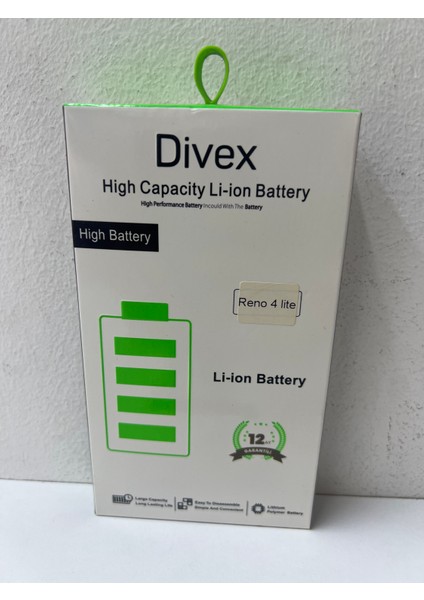 Divex
High Capacity Li-ion Battery
High Performance Battery Incould With The Battery
High Battery
Reno 4 lite
Li-ion Battery
12
GARANTİ
Large Capacity
Long Lasting Life
Easy To Disassemble
Simple And Convenient
Lithium
Polymer Battery